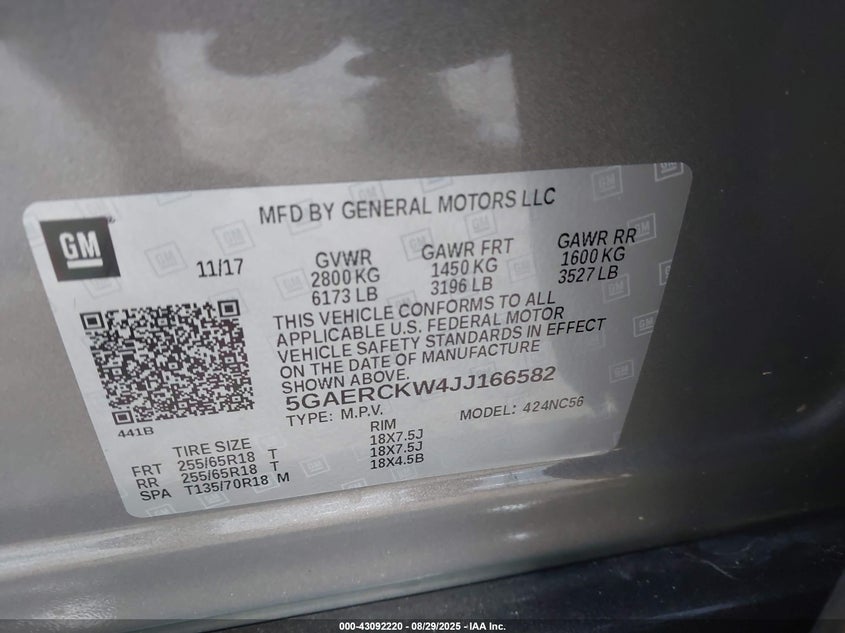 GM
MFD BY GENERAL MOTORS LLC
11/17
GVWR
2800 KG
6173 LB
GAWR FRT
1450 KG
3196 LB
GAWR RR
1600 KG
3527 LB
THIS VEHICLE CONFORMS TO ALL
APPLICABLE U.S. FEDERAL MOTOR
VEHICLE SAFETY STANDARDS IN EFFECT
ON THE DATE OF MANUFACTURE
SHOWN ABOVE.
5GAERCKW4JJ166582
TYPE: M.P.V. MODEL: 424NC56
441B
TIRE SIZE RIM
FRT 255/65R18 T 18X7.5J
RR 255/65R18 T 18X7.5J
SPA T135/70R18 M 18X4.5B
000-43092220 - 08/29/2025 - IAA Inc.